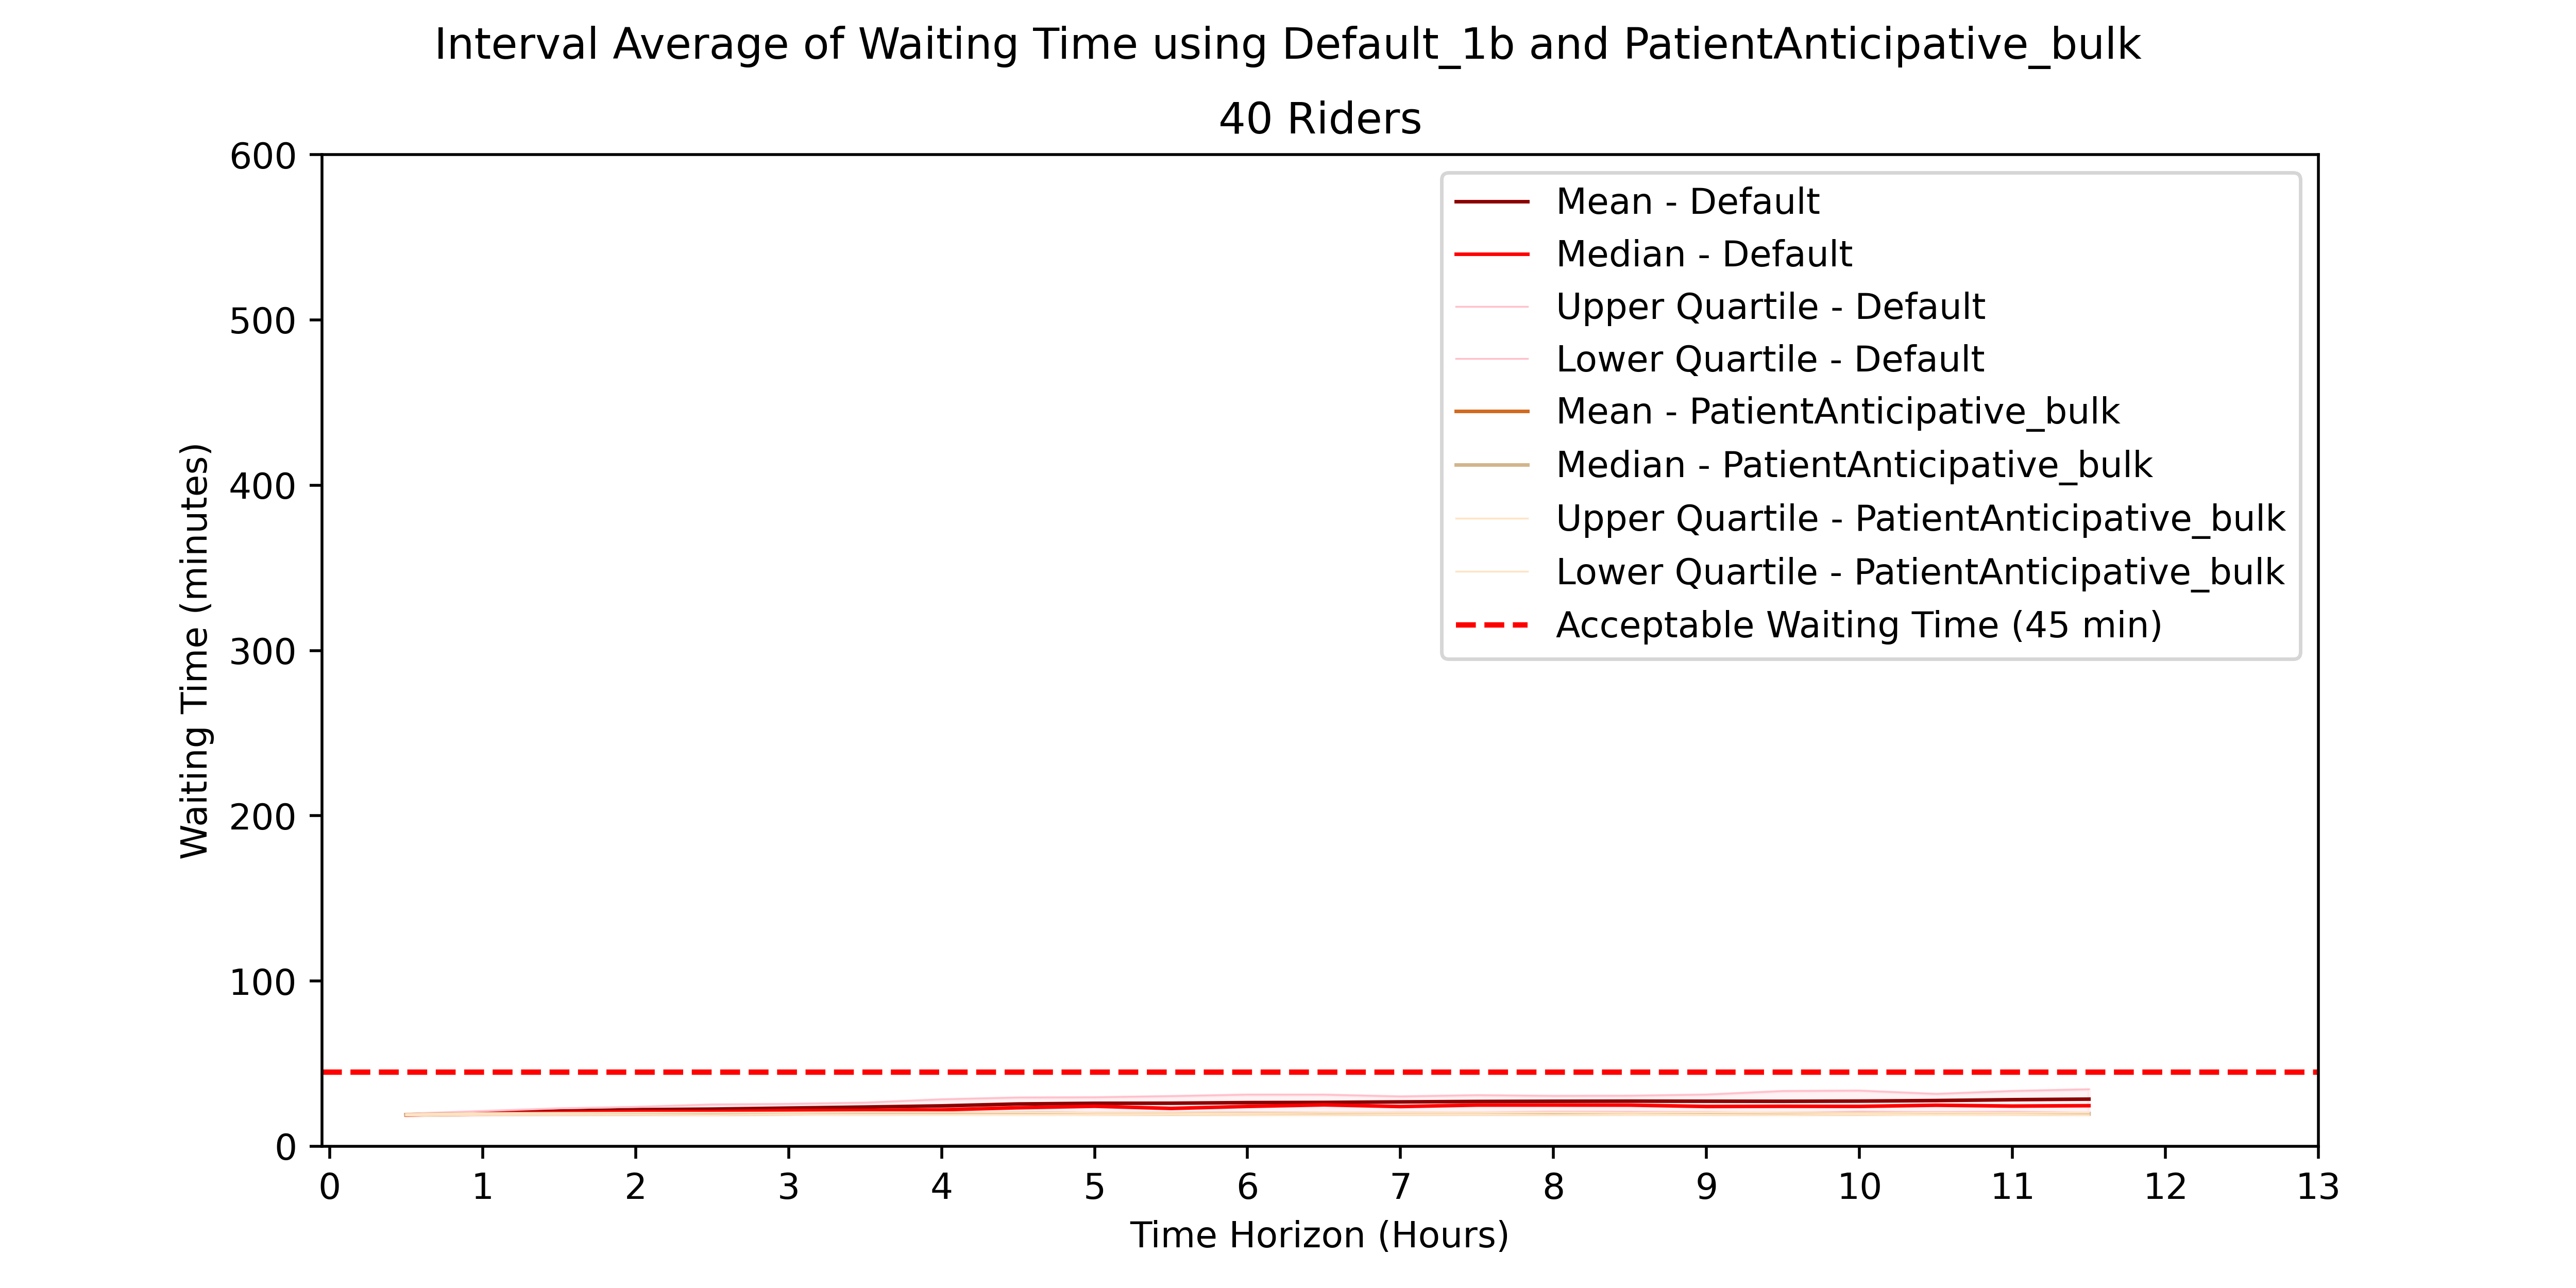 Interval Average of Waiting Time using Default_1b and PatientAnticipative_bulk
40 Riders
600
500
400
300
200
100
0
Waiting Time (minutes)
Mean - Default
Median - Default
Upper Quartile - Default
Lower Quartile - Default
Mean - PatientAnticipative_bulk
Median - PatientAnticipative_bulk
Upper Quartile - PatientAnticipative_bulk
Lower Quartile - PatientAnticipative_bulk
Acceptable Waiting Time (45 min)
0 1 2 3 4 5 6 7 8 9 10 11 12 13
Time Horizon (Hours)